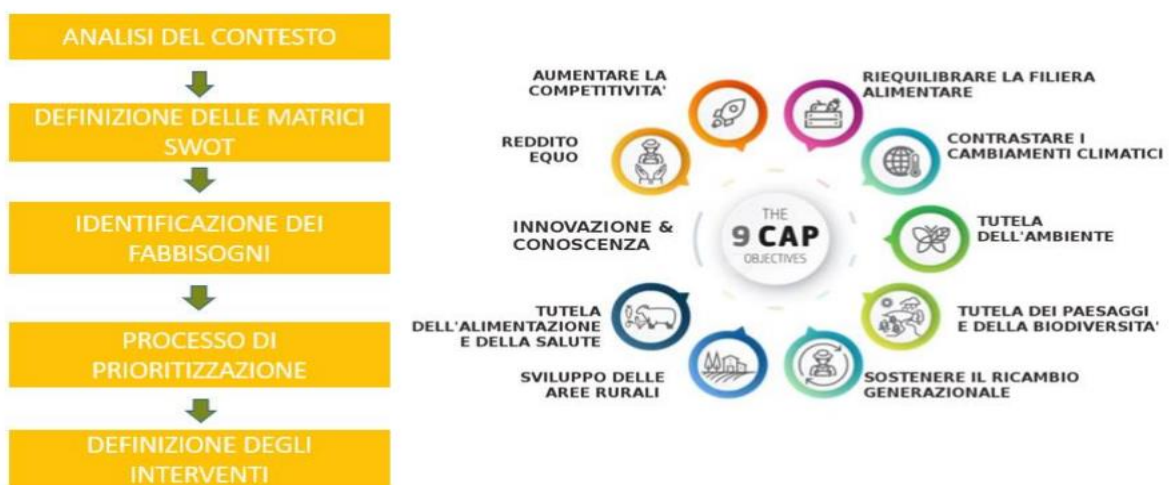 ANALISI DEL CONTESTO
DEFINIZIONE DELLE MATRICI
SWOT
IDENTIFICAZIONE DEI
FABBISOGNI
PROCESSO DI
PRIORITIZZAZIONE
DEFINIZIONE DEGLI
INTERVENTI
AUMENTARE LA
COMPETITIVITA'
RIEQUILIBRARE LA FILIERA
ALIMENTARE
REDDITO
EQUO
CONTRASTARE I
CAMBIAMENTI CLIMATICI
INNOVAZIONE &
CONOSCENZA
THE
9 CAP
OBJECTIVES
TUTELA
DELL'AMBIENTE
TUTELA
DELL'ALIMENTAZIONE
E DELLA SALUTE
TUTELA DEI PAESAGGI
E DELLA BIODIVERSITA'
SVILUPPO DELLE
AREE RURALI
SOSTENERE IL RICAMBIO
GENERAZIONALE